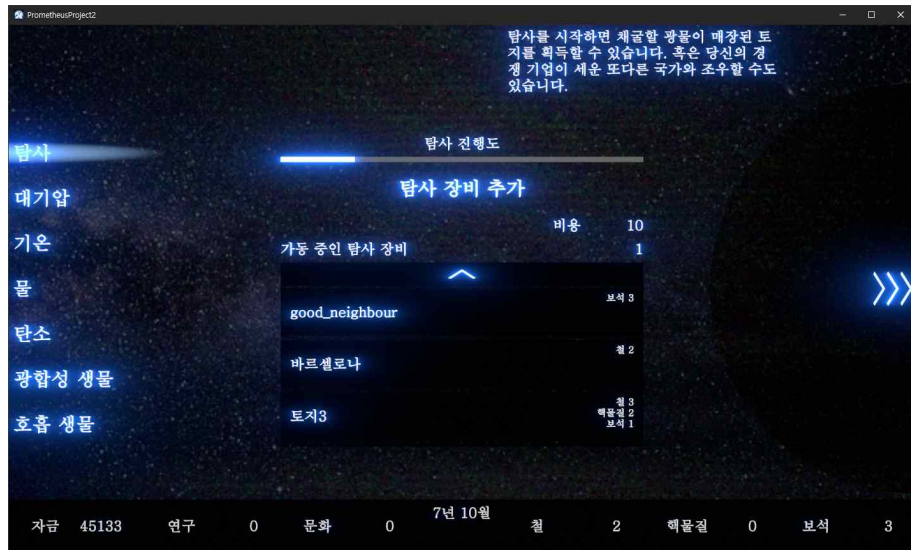 PrometheusProject2
탐사를 시작하면 채굴할 광물이 매장된 토
지를 획득할 수 있습니다. 혹은 당신의 경
쟁 기업이 세운 또다른 국가와 조우할 수도
있습니다.
탐사
대기압
기온
물
탄소
광합성 생물
호흡 생물
탐사 진행도
탐사 장비 추가
비용 10
가동 중인 탐사 장비 1
good_neighbour 보석 3
바르셀로나 철 2
토지3
철 3
핵물질 2
보석 1
7년 10월
자금 45133 연구 0 문화 0 철 2 핵물질 0 보석 3